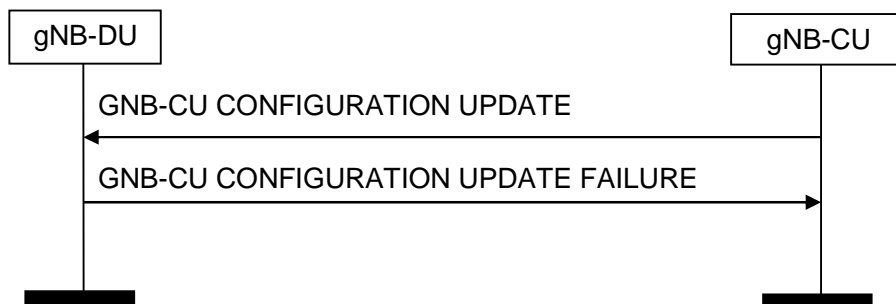 gNB-DU
gNB-CU
GNB-CU CONFIGURATION UPDATE
GNB-CU CONFIGURATION UPDATE FAILURE